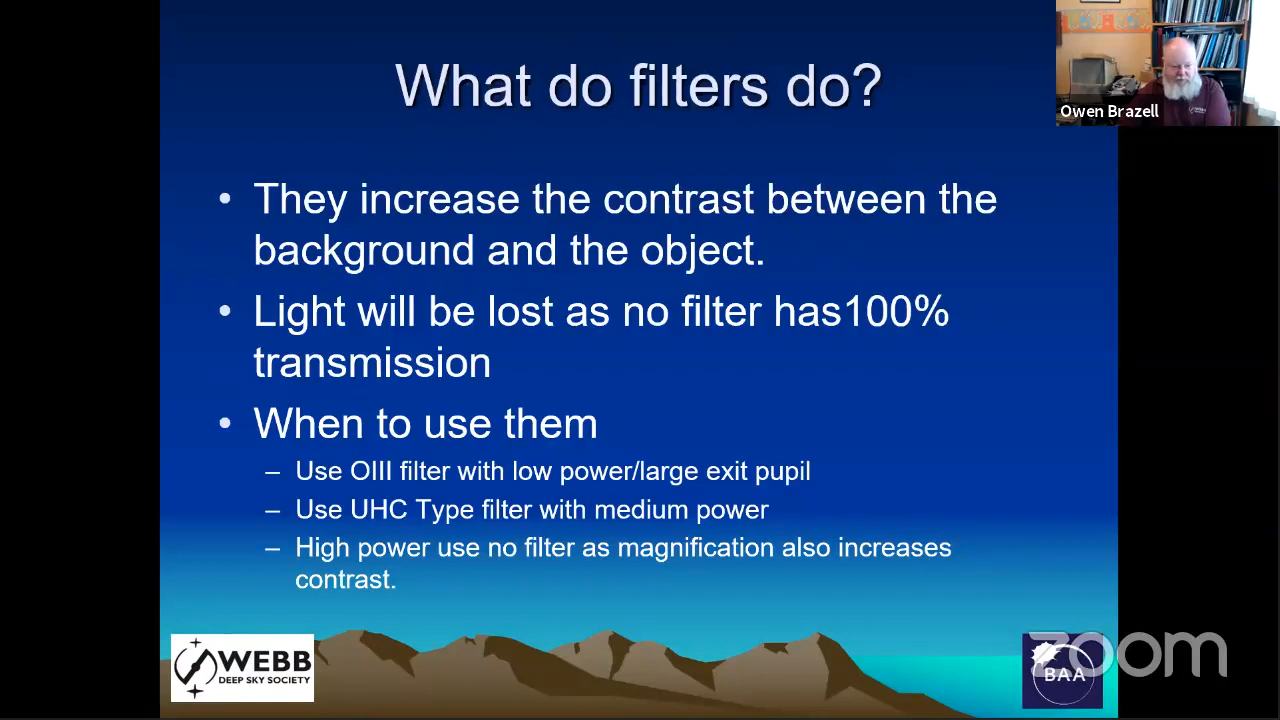 What do filters do?
Owen Brazell
• They increase the contrast between the
background and the object.
• Light will be lost as no filter has100%
transmission
• When to use them
– Use OIII filter with low power/large exit pupil
– Use UHC Type filter with medium power
– High power use no filter as magnification also increases
contrast.
WEBB
DEEP SKY SOCIETY
BAA
zoom